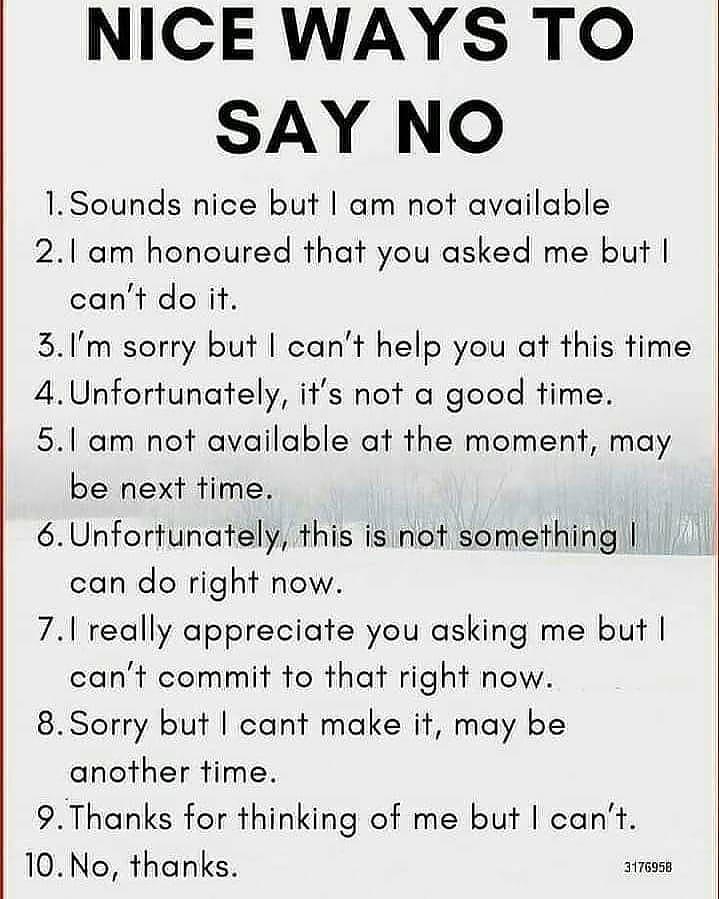 NICE WAYS TO
SAY NO
1. Sounds nice but I am not available
2. I am honoured that you asked me but I
can't do it.
3. I'm sorry but I can't help you at this time
4. Unfortunately, it's not a good time.
5. I am not available at the moment, may
be next time.
6. Unfortunately, this is not something I
can do right now.
7. I really appreciate you asking me but I
can't commit to that right now.
8. Sorry but I cant make it, may be
another time.
9. Thanks for thinking of me but I can't.
10. No, thanks.
3176958